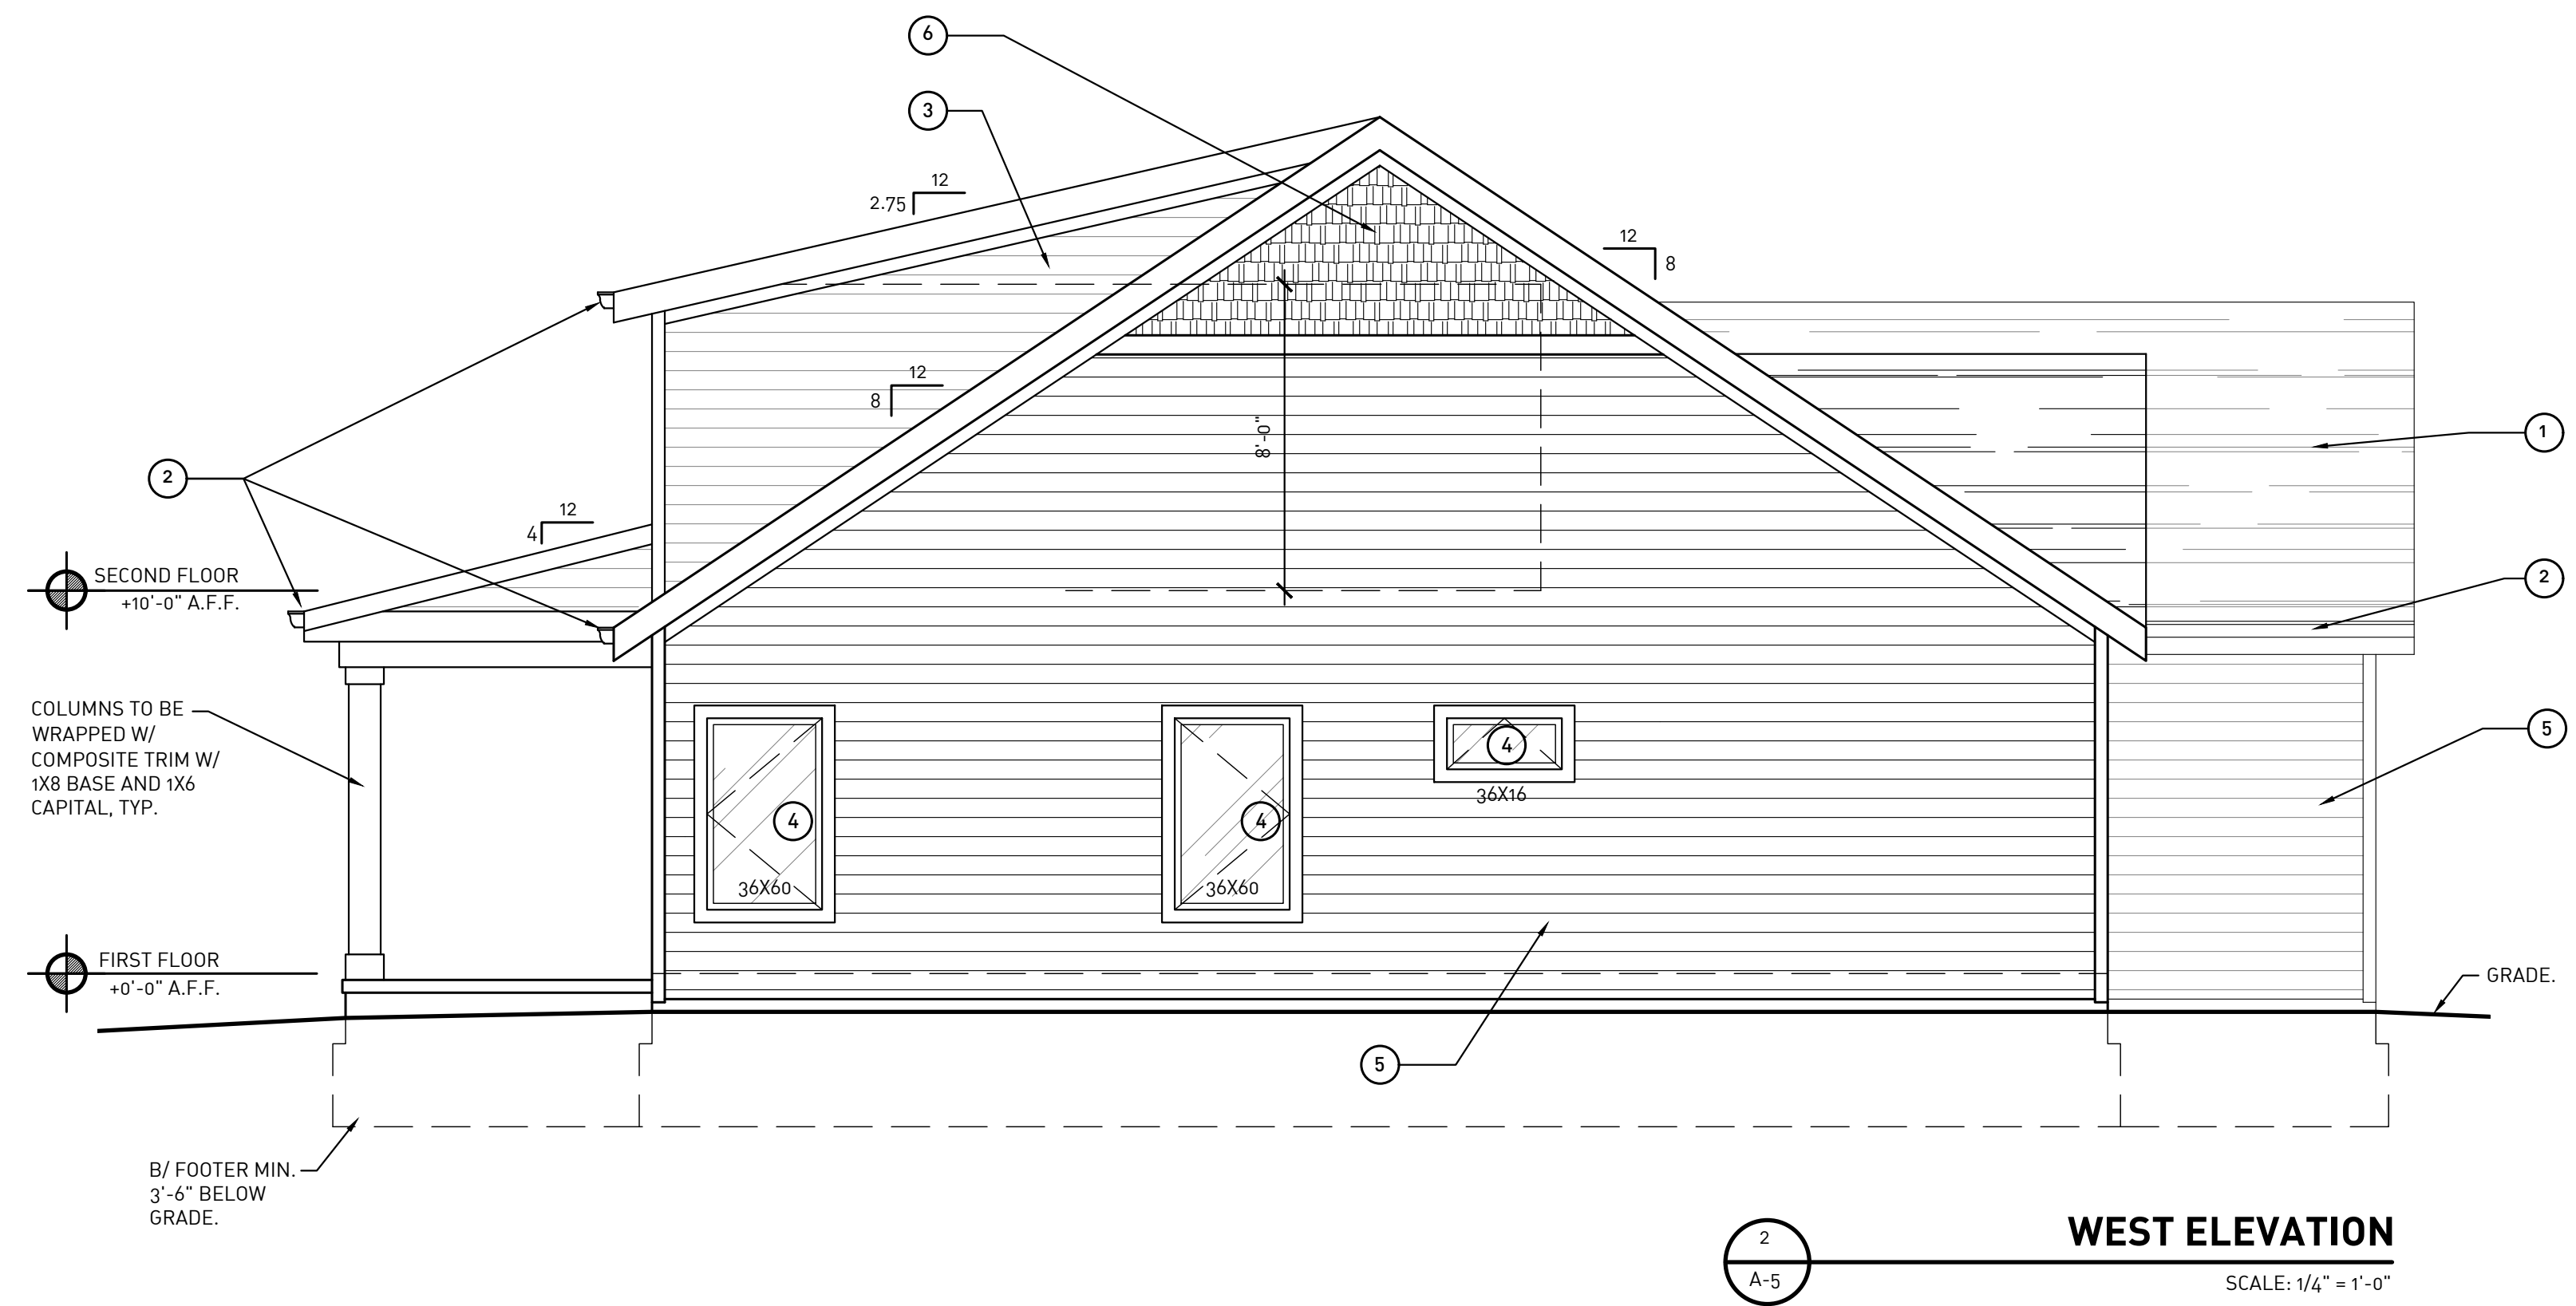 6
3
12
2.75
12
8
12
8
8'-0"
1
2
12
4
2
SECOND FLOOR
+10'-0" A.F.F.
COLUMNS TO BE
WRAPPED W/
COMPOSITE TRIM W/
1X8 BASE AND 1X6
CAPITAL, TYP.
5
4
36X16
4
36X60
4
36X60
FIRST FLOOR
+0'-0" A.F.F.
GRADE.
5
B/ FOOTER MIN.
3'-6" BELOW
GRADE.
2
A-5
WEST ELEVATION
SCALE: 1/4" = 1'-0"